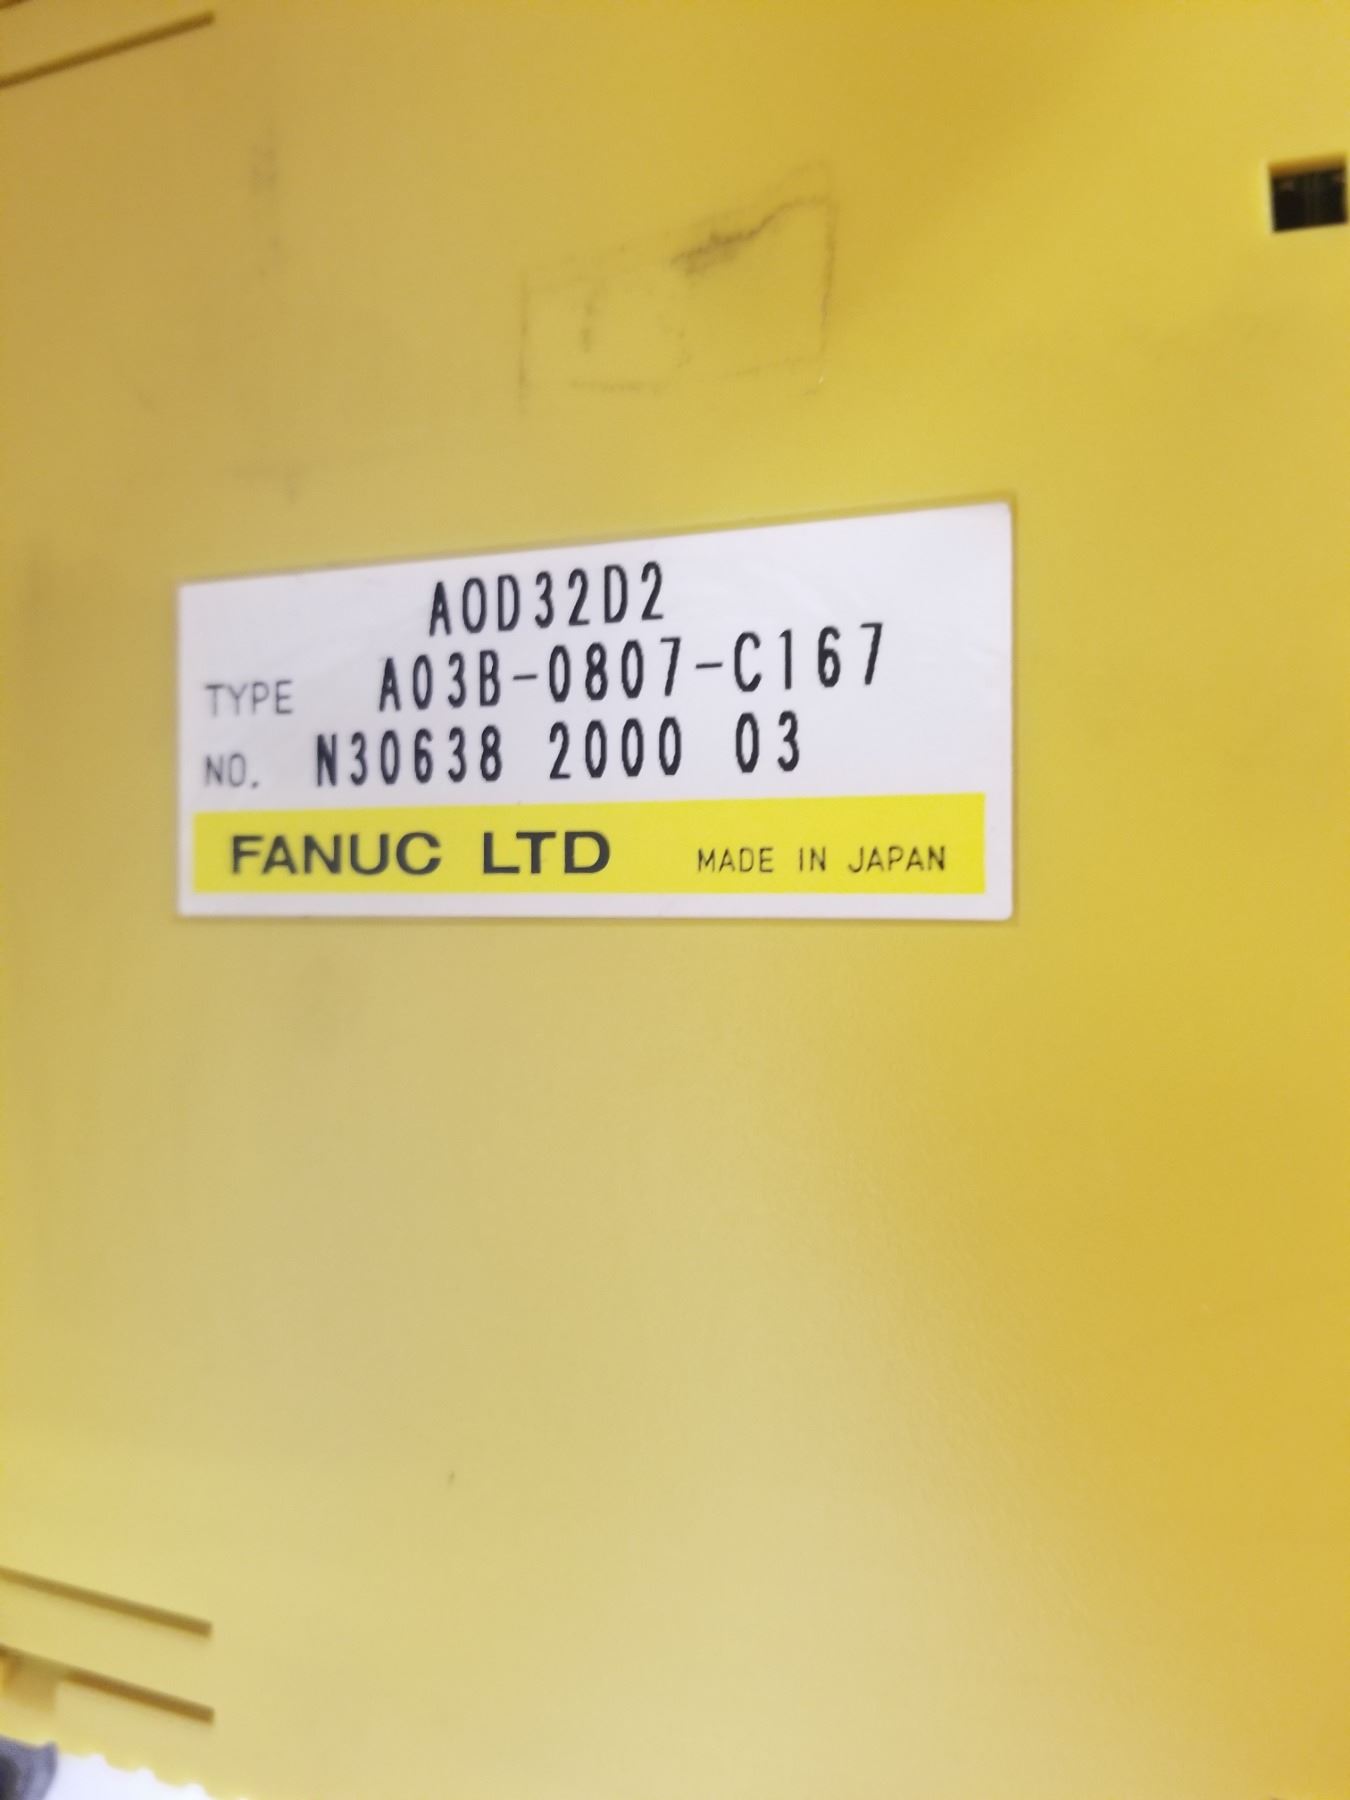 AOD32D2
TYPE A03B-0807-C167
NO. N30638 2000 03
FANUC LTD MADE IN JAPAN